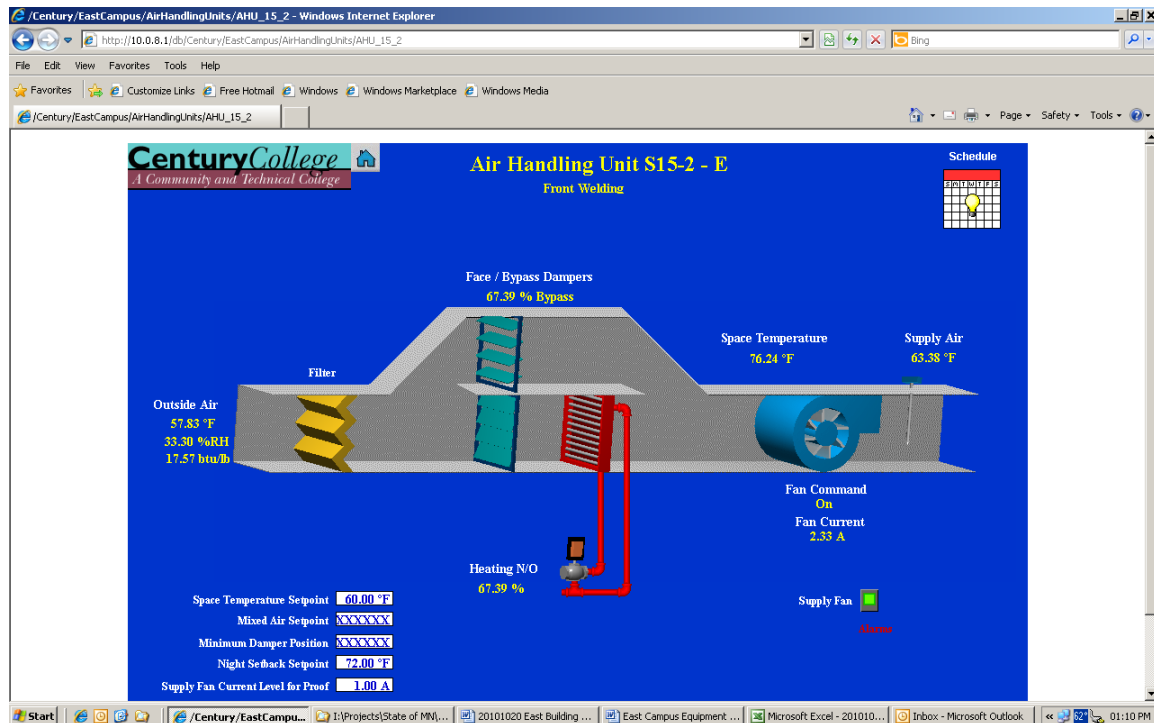 /Century/EastCampus/AirHandlingUnits/AHU_15_2 - Windows Internet Explorer
http://10.0.8.1/db/Century/EastCampus/AirHandlingUnits/AHU_15_2
Bing
File Edit View Favorites Tools Help
Favorites Customize Links Free Hotmail Windows Windows Marketplace Windows Media
/Century/EastCampus/AirHandlingUnits/AHU_15_2
Page Safety Tools
CenturyCollege
A Community and Technical College
Air Handling Unit S15-2 - E
Front Welding
Schedule
S M T W T F S
Face / Bypass Dampers
67.39 % Bypass
Space Temperature
76.24 °F
Supply Air
63.38 °F
Filter
Outside Air
57.83 °F
33.30 %RH
17.57 btu/lb
Fan Command
On
Fan Current
2.33 A
Heating N/O
67.39 %
Supply Fan
Alarm
Space Temperature Setpoint 60.00 °F
Mixed Air Setpoint XXXXXX
Minimum Damper Position XXXXXX
Night Setback Setpoint 72.00 °F
Supply Fan Current Level for Proof 1.00 A
Start /Century/EastCampu... I:\Projects\State of MN\... 20101020 East Building ... East Campus Equipment ... Microsoft Excel - 201010... Inbox - Microsoft Outlook « 62° 01:10 PM